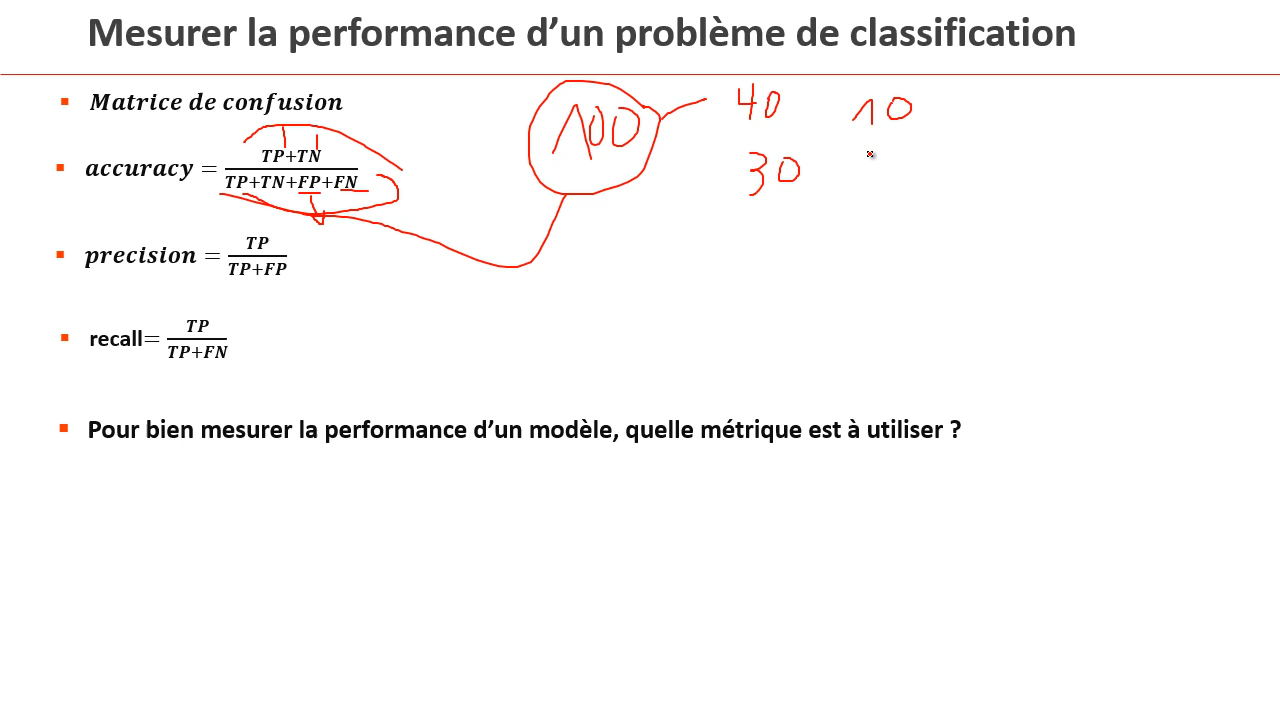 Mesurer la performance d'un problème de classification
▪ Matrice de confusion
▪ accuracy = TP+TN / TP+TN+FP+FN
▪ precision = TP / TP+FP
▪ recall= TP / TP+FN
▪ Pour bien mesurer la performance d'un modèle, quelle métrique est à utiliser ?
100
40 10
30